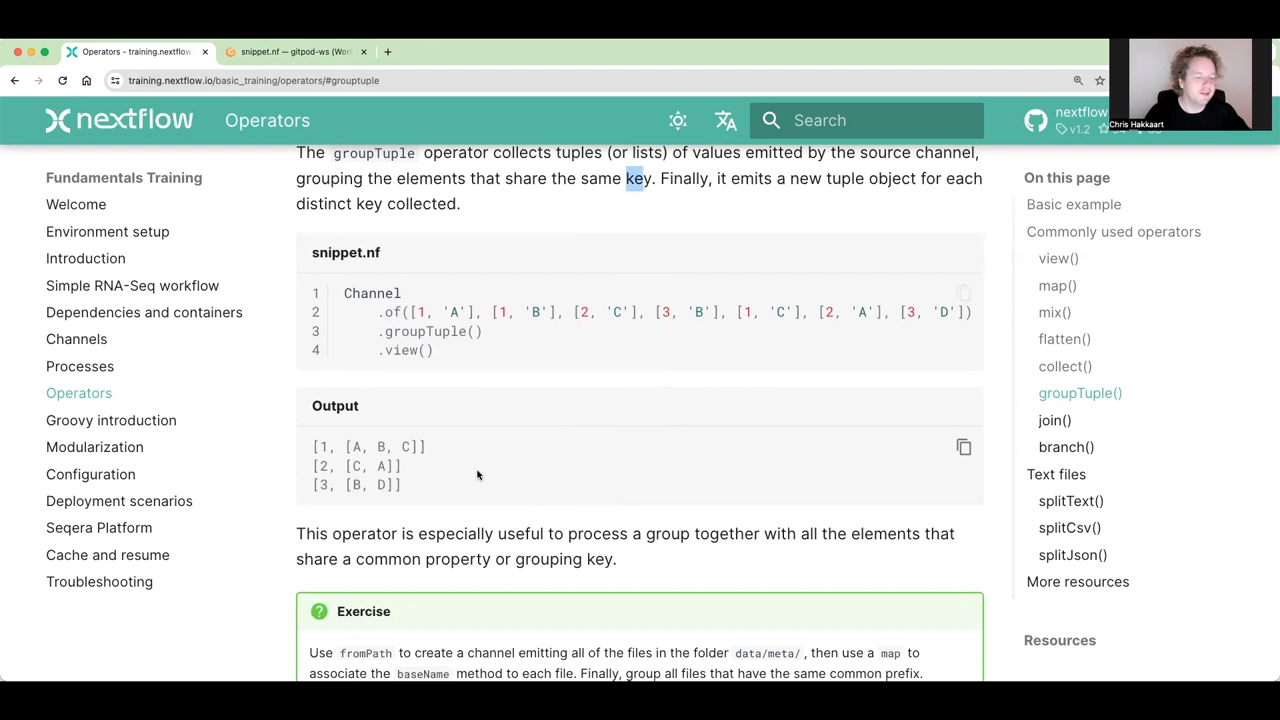 Operators - training.nextflow.
snippet.nf — gitpod-ws (Wor
training.nextflow.io/basic_training/operators/#grouptuple
nextflow
Operators
Search
nextflow
v1.2
Chris Hakkaart
Fundamentals Training
Welcome
Environment setup
Introduction
Simple RNA-Seq workflow
Dependencies and containers
Channels
Processes
Operators
Groovy introduction
Modularization
Configuration
Deployment scenarios
Seqera Platform
Cache and resume
Troubleshooting
The groupTuple operator collects tuples (or lists) of values emitted by the source channel,
grouping the elements that share the same key. Finally, it emits a new tuple object for each
distinct key collected.
snippet.nf
1 Channel
2 .of([1, 'A'], [1, 'B'], [2, 'C'], [3, 'B'], [1, 'C'], [2, 'A'], [3, 'D'])
3 .groupTuple()
4 .view()
Output
[1, [A, B, C]]
[2, [C, A]]
[3, [B, D]]
This operator is especially useful to process a group together with all the elements that
share a common property or grouping key.
Exercise
Use fromPath to create a channel emitting all of the files in the folder data/meta/, then use a map to
associate the baseName method to each file. Finally, group all files that have the same common prefix.
On this page
Basic example
Commonly used operators
view()
map()
mix()
flatten()
collect()
groupTuple()
join()
branch()
Text files
splitText()
splitCsv()
splitJson()
More resources
Resources